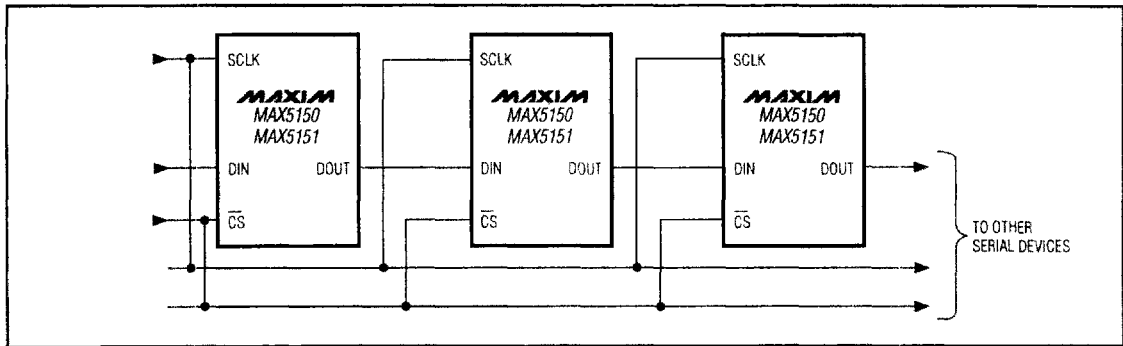 SCLK
MAXIM
MAX5150
MAX5151
DIN DOUT
CS
SCLK
MAXIM
MAX5150
MAX5151
DIN DOUT
CS
SCLK
MAXIM
MAX5150
MAX5151
DIN DOUT
CS
TO OTHER
SERIAL DEVICES